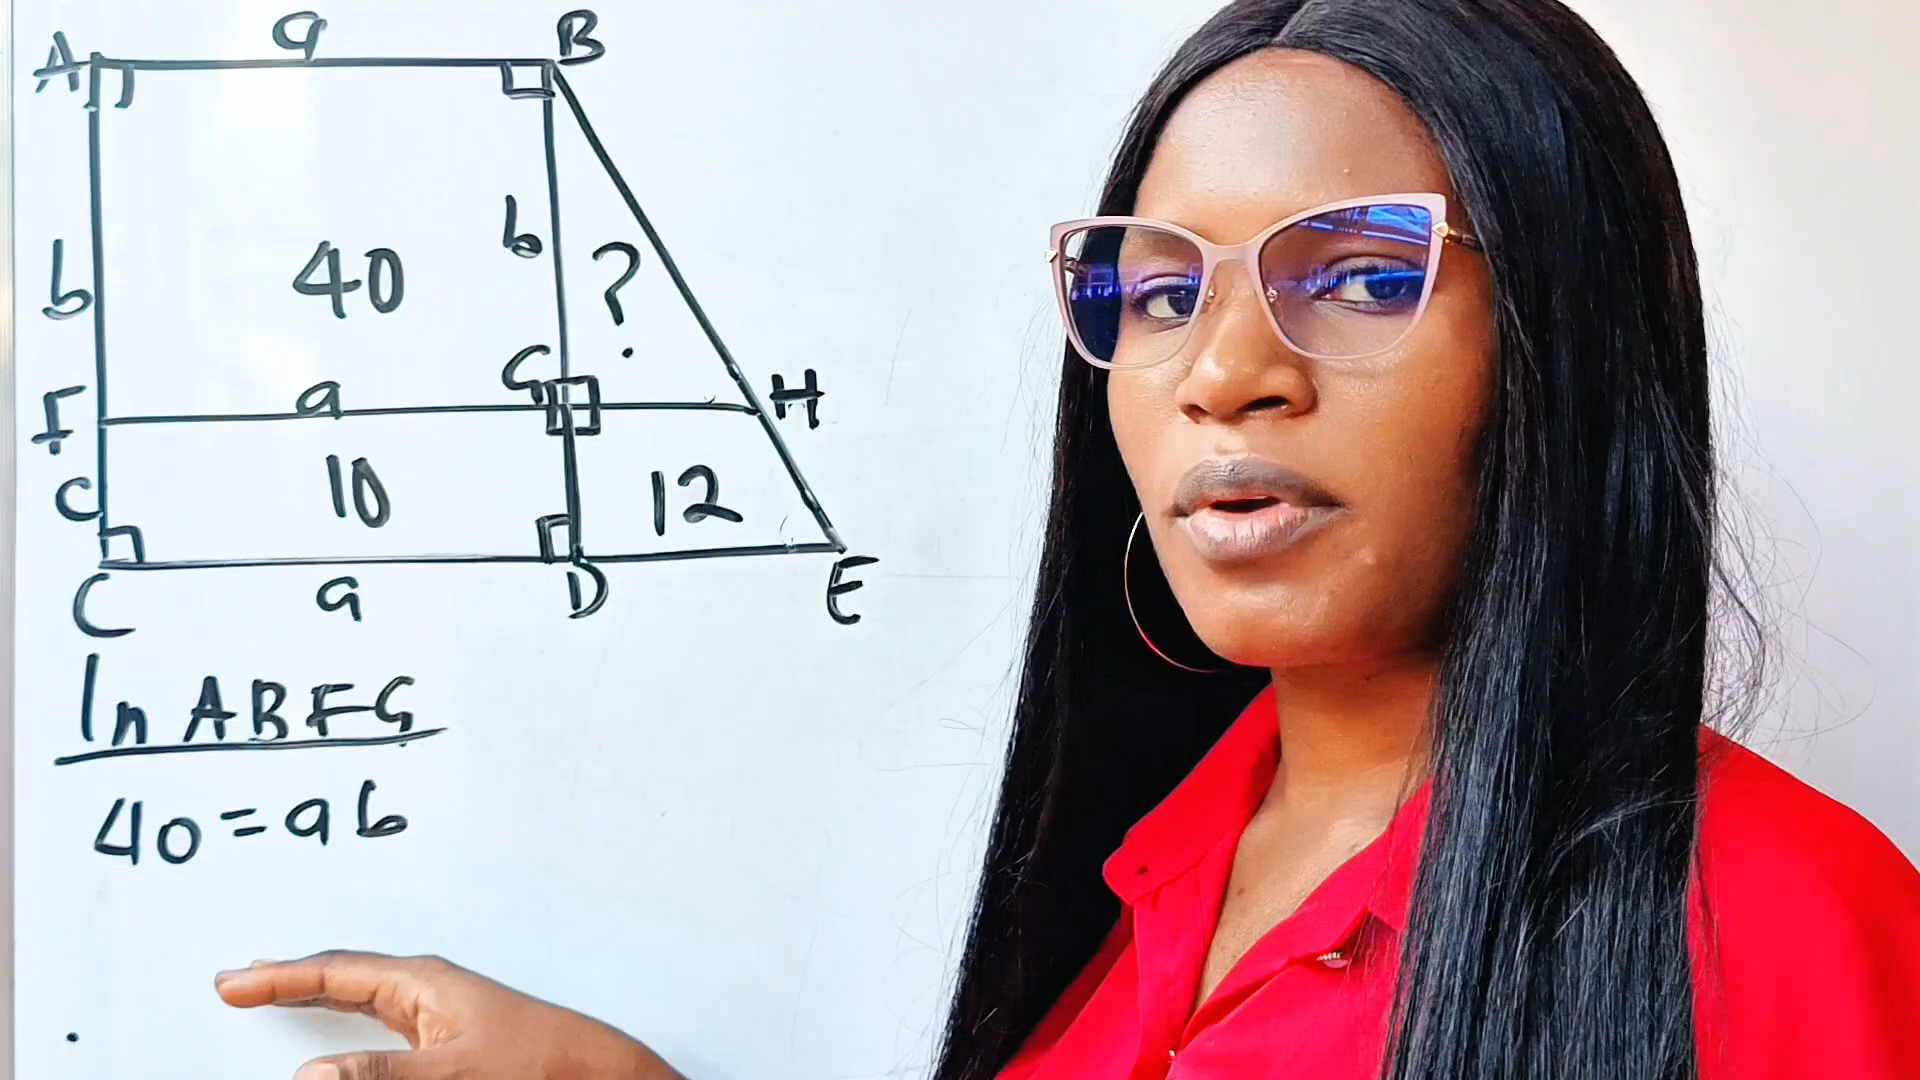 a
A B
b b
40 ?
G
F a H
c 10 12
C a D E
In ABFG
40=ab